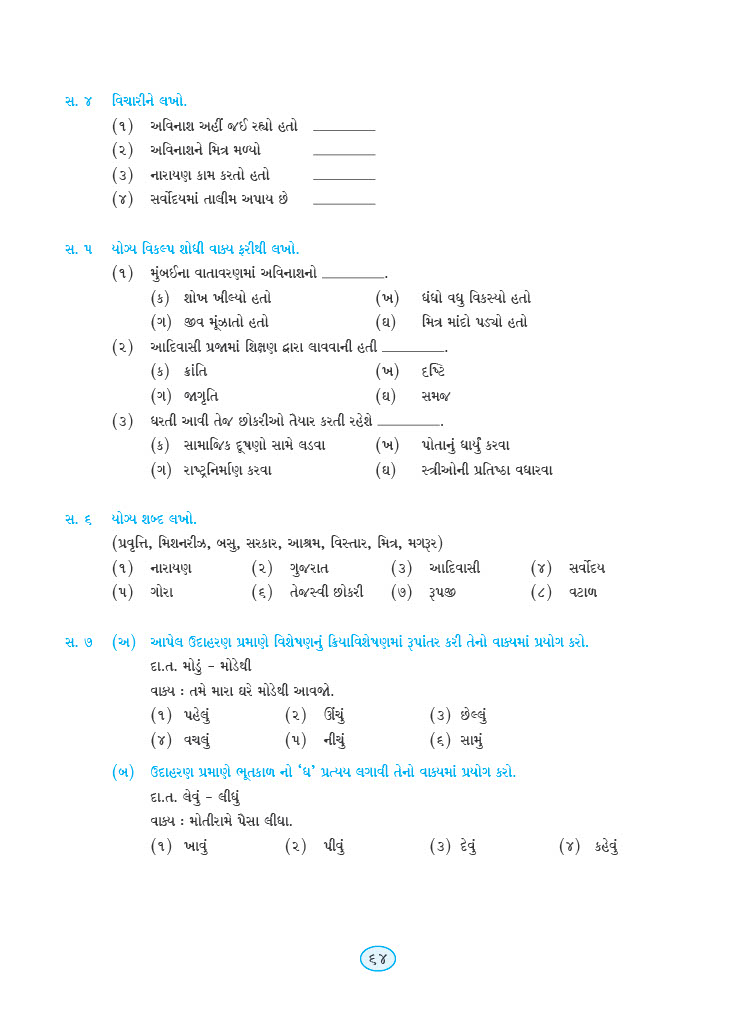 સ. ૪ વિચારીને લખો.
(૧) અવિનાશ અહીં જઈ રહ્યો હતો ________
(૨) અવિનાશને મિત્ર મળ્યો ________
(૩) નારાયણ કામ કરતો હતો ________
(૪) સર્વોદયમાં તાલીમ અપાય છે ________
સ. ૫ યોગ્ય વિકલ્પ શોધી વાક્ય ફરીથી લખો.
(૧) મુંબઈના વાતાવરણમાં અવિનાશનો ________.
(ક) શોખ ખીલ્યો હતો (ખ) ધંધો વધુ વિકસ્યો હતો
(ગ) જીવ મૂંઝાતો હતો (ઘ) મિત્ર માંદો પડ્યો હતો
(૨) આદિવાસી પ્રજામાં શિક્ષણ દ્વારા લાવવાની હતી ________.
(ક) ક્રાંતિ (ખ) દૃષ્ટિ
(ગ) જાગૃતિ (ઘ) સમજ
(૩) ધરતી આવી તેજ છોકરીઓ તૈયાર કરતી રહેશે ________.
(ક) સામાજિક દૂષણો સામે લડવા (ખ) પોતાનું ધાર્યું કરવા
(ગ) રાષ્ટ્રનિર્માણ કરવા (ઘ) સ્ત્રીઓની પ્રતિષ્ઠા વધારવા
સ. ૬ યોગ્ય શબ્દ લખો.
(પ્રવૃત્તિ, મિશનરીઝ, બસુ, સરકાર, આશ્રમ, વિસ્તાર, મિત્ર, મગરૂર)
(૧) નારાયણ (૨) ગુજરાત (૩) આદિવાસી (૪) સર્વોદય
(૫) ગોરા (૬) તેજસ્વી છોકરી (૭) રૂપજી (૮) વટાળ
સ. ૭ (અ) આપેલ ઉદાહરણ પ્રમાણે વિશેષણનું ક્રિયાવિશેષણમાં રૂપાંતર કરી તેનો વાક્યમાં પ્રયોગ કરો.
દા.ત. મોડું – મોડેથી
વાક્ય : તમે મારા ઘરે મોડેથી આવજો.
(૧) પહેલું (૨) ઊંચું (૩) છેલ્લું
(૪) વચલું (૫) નીચું (૬) સામું
(બ) ઉદાહરણ પ્રમાણે ભૂતકાળ નો ‘ધ’ પ્રત્યય લગાવી તેનો વાક્યમાં પ્રયોગ કરો.
દા.ત. લેવું – લીધું
વાક્ય : મોતીરામે પૈસા લીધા.
(૧) ખાવું (૨) પીવું (૩) દેવું (૪) કહેવું
૬૪